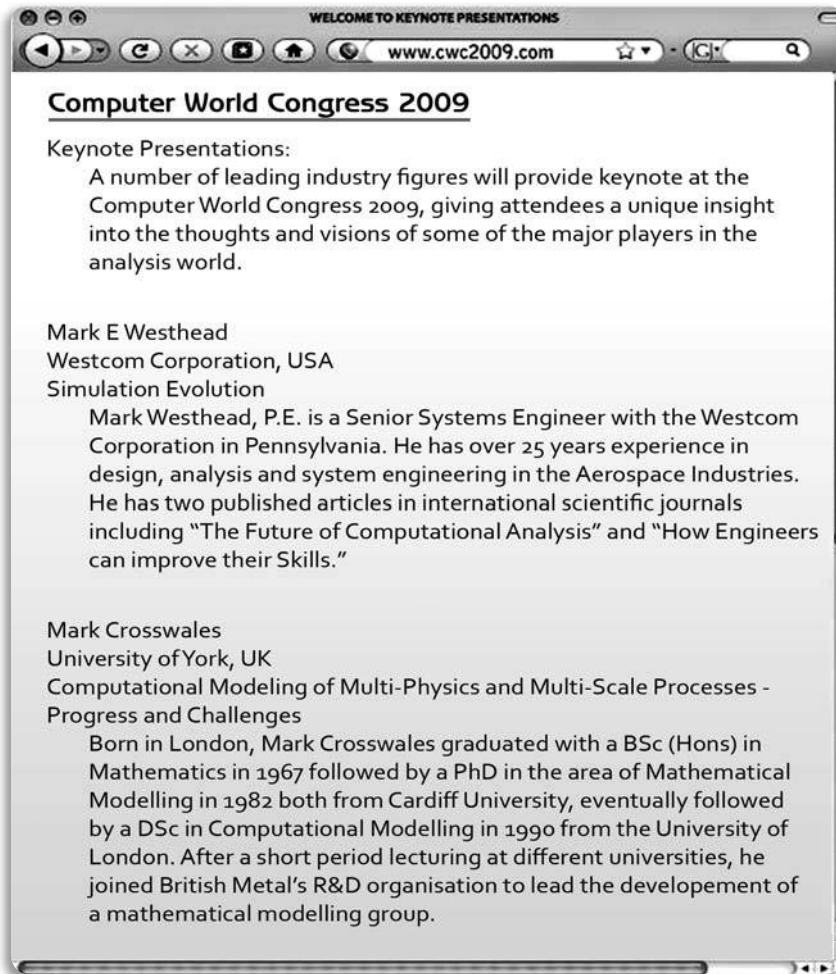 WELCOME TO KEYNOTE PRESENTATIONS
www.cwc2009.com
G
Computer World Congress 2009
Keynote Presentations:
A number of leading industry figures will provide keynote at the
Computer World Congress 2009, giving attendees a unique insight
into the thoughts and visions of some of the major players in the
analysis world.
Mark E Westhead
Westcom Corporation, USA
Simulation Evolution
Mark Westhead, P.E. is a Senior Systems Engineer with the Westcom
Corporation in Pennsylvania. He has over 25 years experience in
design, analysis and system engineering in the Aerospace Industries.
He has two published articles in international scientific journals
including “The Future of Computational Analysis” and “How Engineers
can improve their Skills.”
Mark Crosswales
University of York, UK
Computational Modeling of Multi-Physics and Multi-Scale Processes -
Progress and Challenges
Born in London, Mark Crosswales graduated with a BSc (Hons) in
Mathematics in 1967 followed by a PhD in the area of Mathematical
Modelling in 1982 both from Cardiff University, eventually followed
by a DSc in Computational Modelling in 1990 from the University of
London. After a short period lecturing at different universities, he
joined British Metal’s R&D organisation to lead the developement of
a mathematical modelling group.